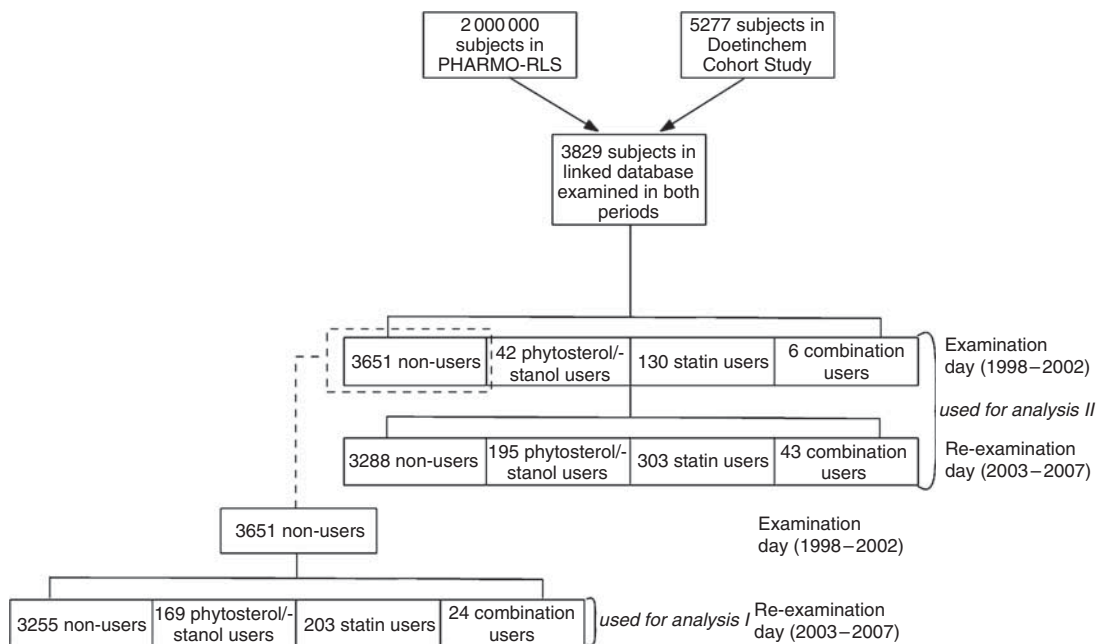 2 000 000
subjects in
PHARMO-RLS
5277 subjects in
Doetinchem
Cohort Study
3829 subjects in
linked database
examined in both
periods
3651 non-users
42 phytosterol/-
stanol users
130 statin users
6 combination
users
Examination
day (1998–2002)
used for analysis II
3288 non-users
195 phytosterol/-
stanol users
303 statin users
43 combination
users
Re-examination
day (2003–2007)
3651 non-users
Examination
day (1998–2002)
3255 non-users
169 phytosterol/-
stanol users
203 statin users
24 combination
users
used for analysis I
Re-examination
day (2003–2007)